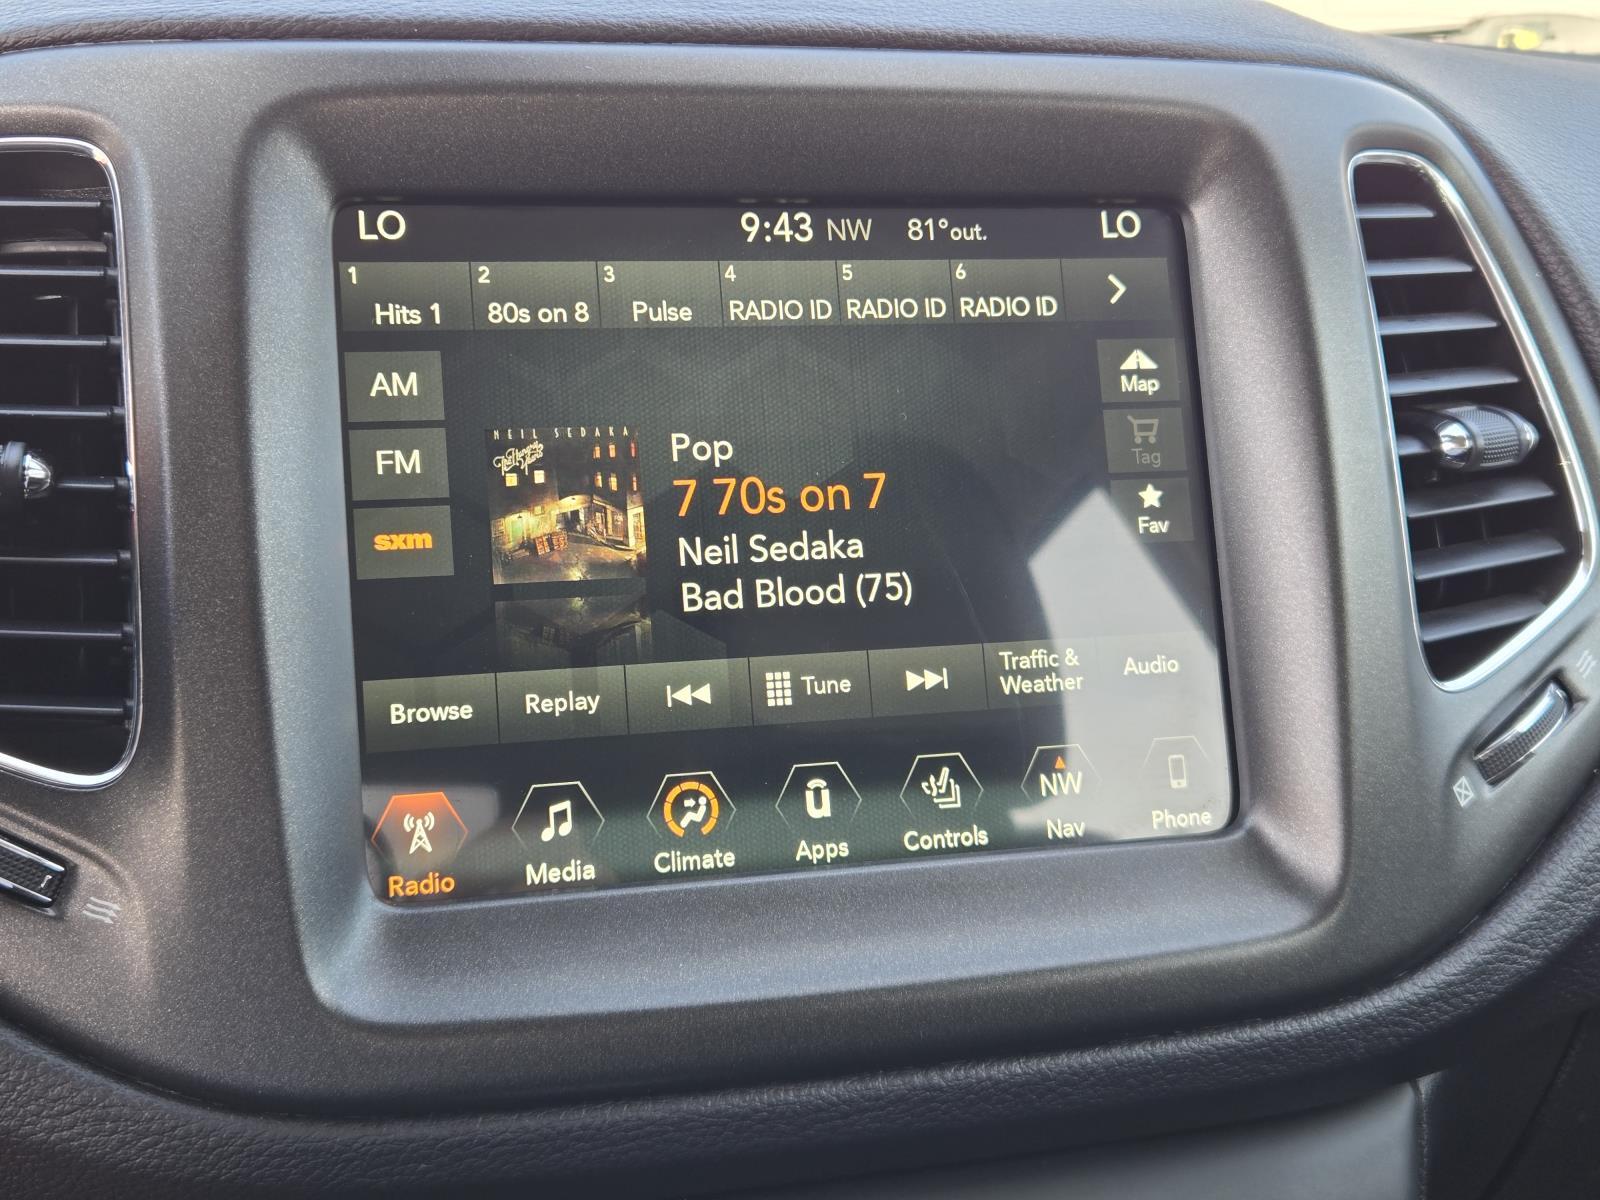 LO 9:43 NW 81°out. LO
1 2 3 4 5 6
Hits 1 80s on 8 Pulse RADIO ID RADIO ID RADIO ID
AM
FM
sxm
NEIL SEDAKA
The Hungry Years
Pop
7 70s on 7
Neil Sedaka
Bad Blood (75)
Map
Tag
Fav
Browse Replay Tune Traffic & Weather Audio
NW
Radio Media Climate Apps Controls Nav Phone